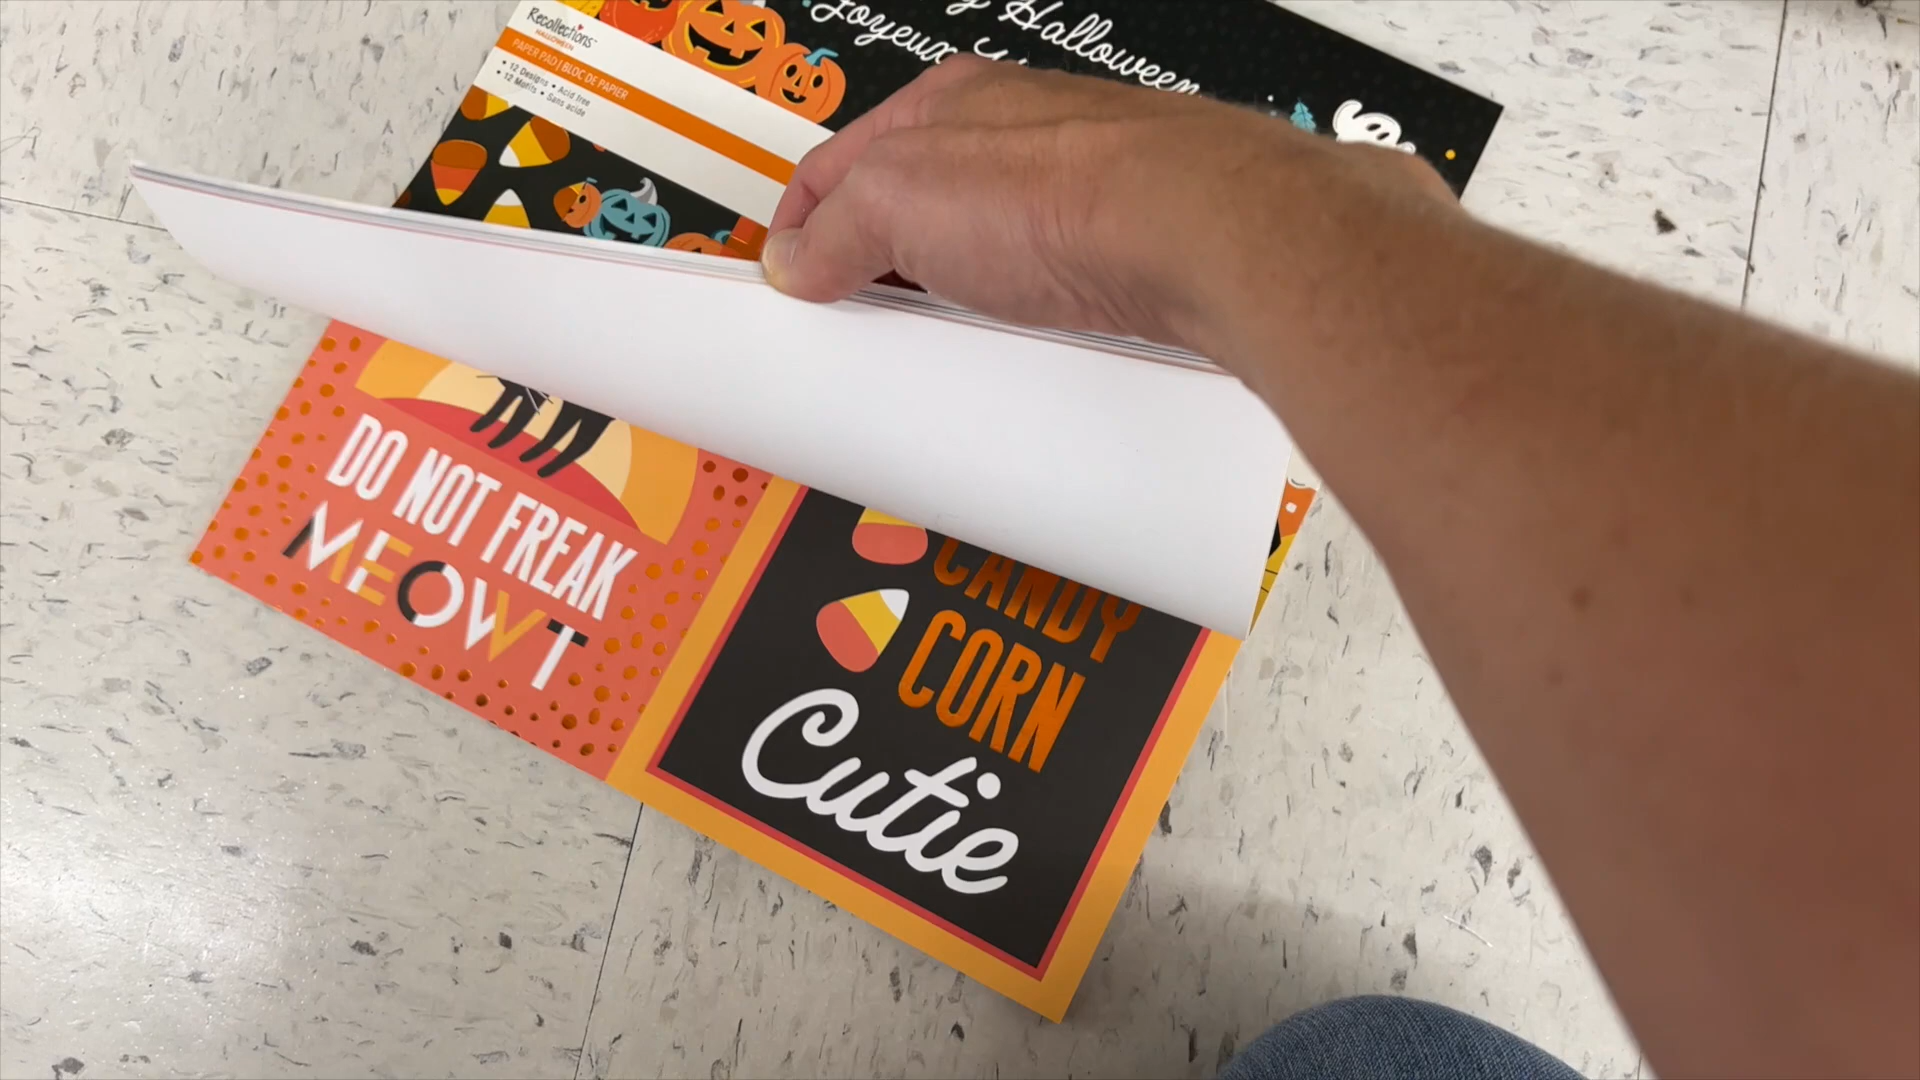 Recollections™
HALLOWEEN
PAPER PAD | BLOC DE PAPIER
• 12 Designs • Acid free
• 12 Motifs • Sans acide
Halloween
Joyeux
DO NOT FREAK
MEOWT
CANDY
CORN
Cutie